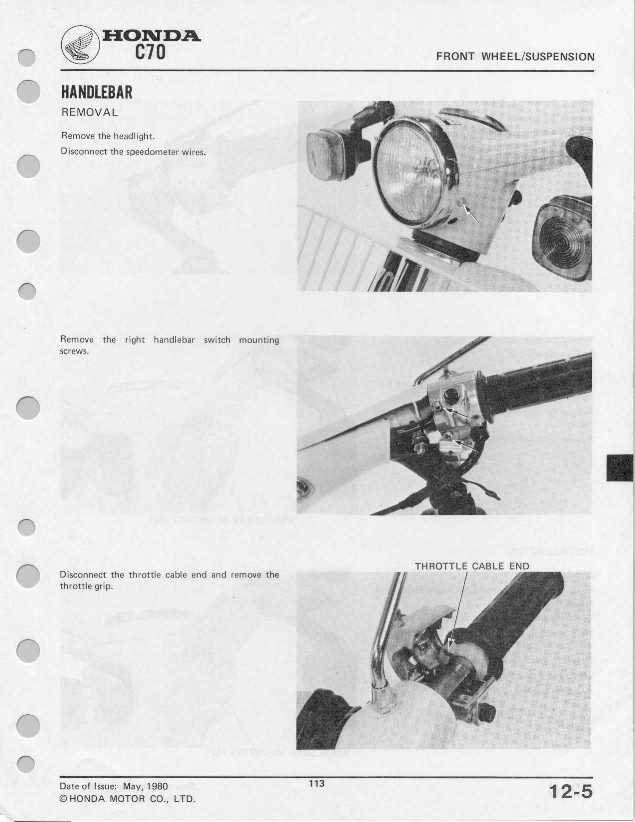 HONDA
C70
FRONT WHEEL/SUSPENSION
HANDLEBAR
REMOVAL
Remove the headlight.
Disconnect the speedometer wires.
Remove the right handlebar switch mounting
screws.
THROTTLE CABLE END
Disconnect the throttle cable end and remove the
throttle grip.
Date of Issue: May, 1980
© HONDA MOTOR CO., LTD.
113
12-5